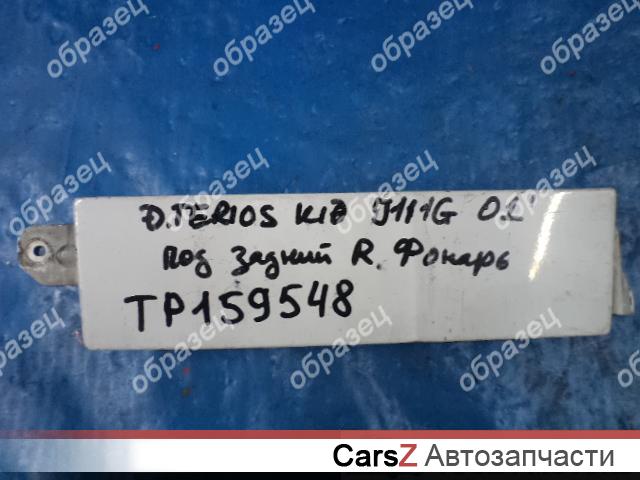 D.TERIOS KID J111G 0.2
под задний R. Фонарь
TP159548
образец
CarsZ Автозапчасти